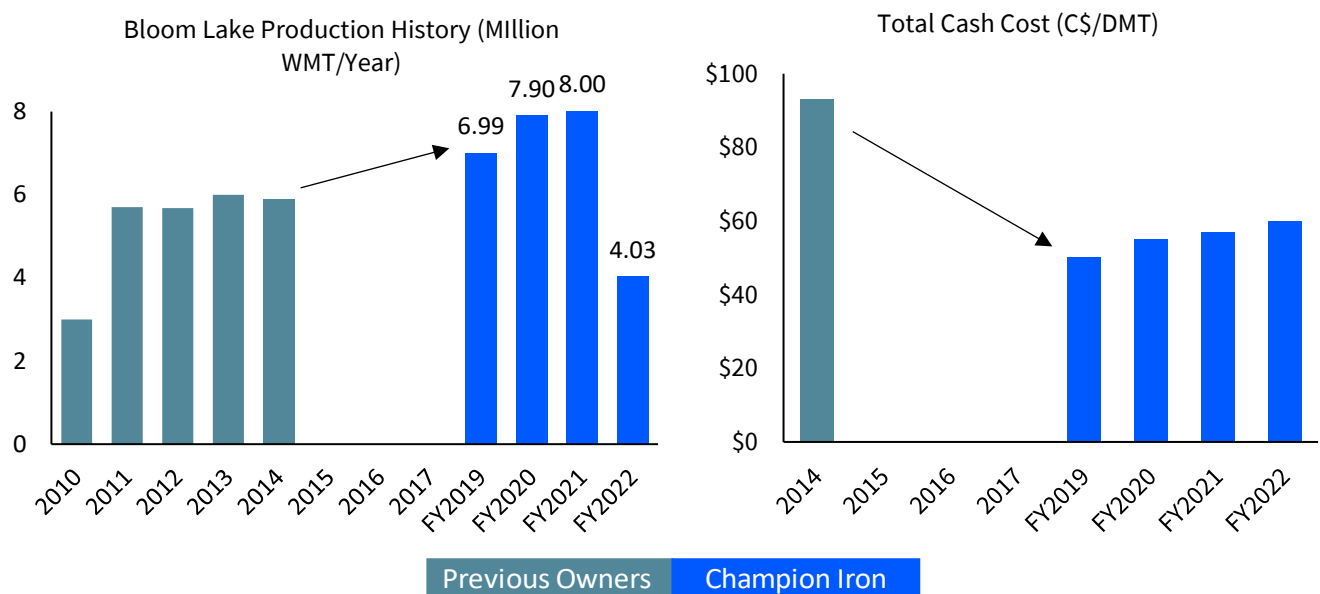 Bloom Lake Production History (MIllion
WMT/Year)
8
6
4
2
0
6.99
7.90
8.00
4.03
2010
2011
2012
2013
2014
2015
2016
2017
FY2019
FY2020
FY2021
FY2022
Total Cash Cost (C$/DMT)
$100
$80
$60
$40
$20
$0
2014
2015
2016
2017
FY2019
FY2020
FY2021
FY2022
Previous Owners
Champion Iron